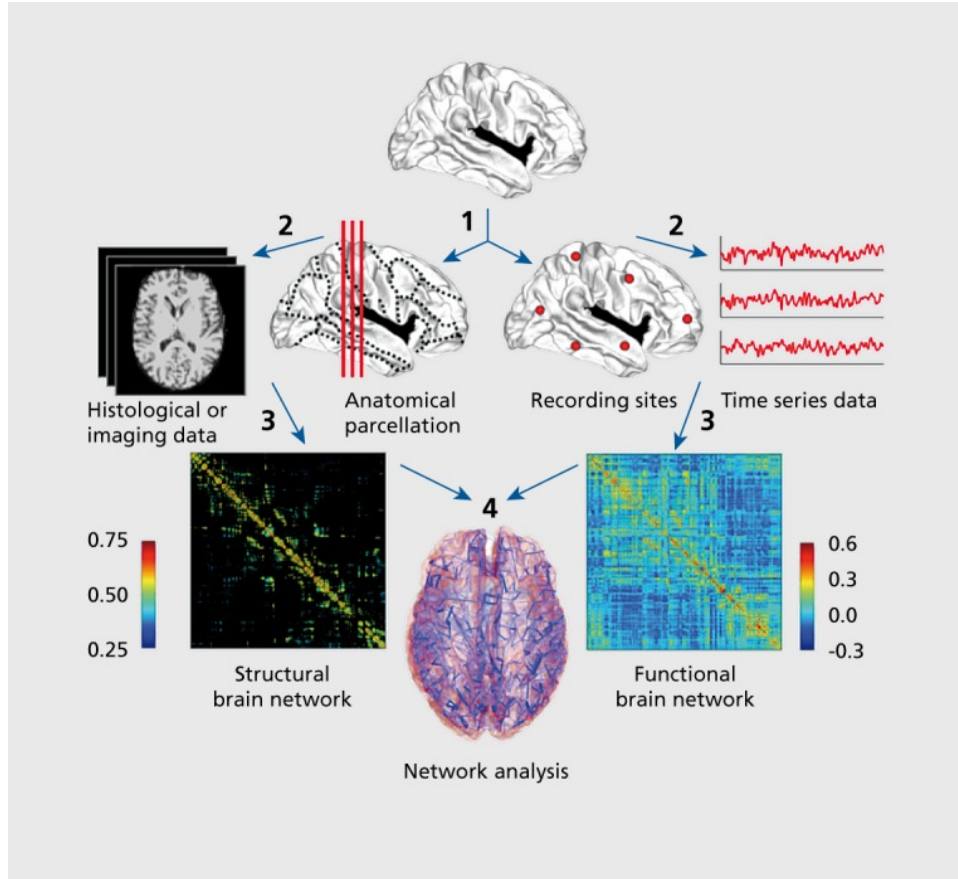 1
2
2
Histological or
imaging data
Anatomical
parcellation
Recording sites
Time series data
3
3
4
0.75
0.50
0.25
0.6
0.3
0.0
-0.3
Structural
brain network
Functional
brain network
Network analysis